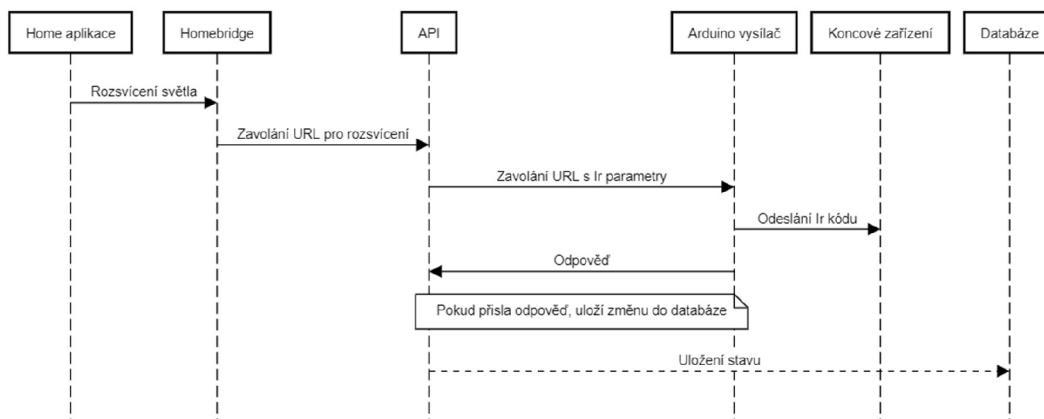 Home aplikace
Homebridge
API
Arduino vysílač
Koncové zařízení
Databáze
Rozsvícení světla
Zavolání URL pro rozsvícení
Zavolání URL s Ir parametry
Odeslání Ir kódu
Odpověď
Pokud přisla odpověď, uloží změnu do databáze
Uložení stavu